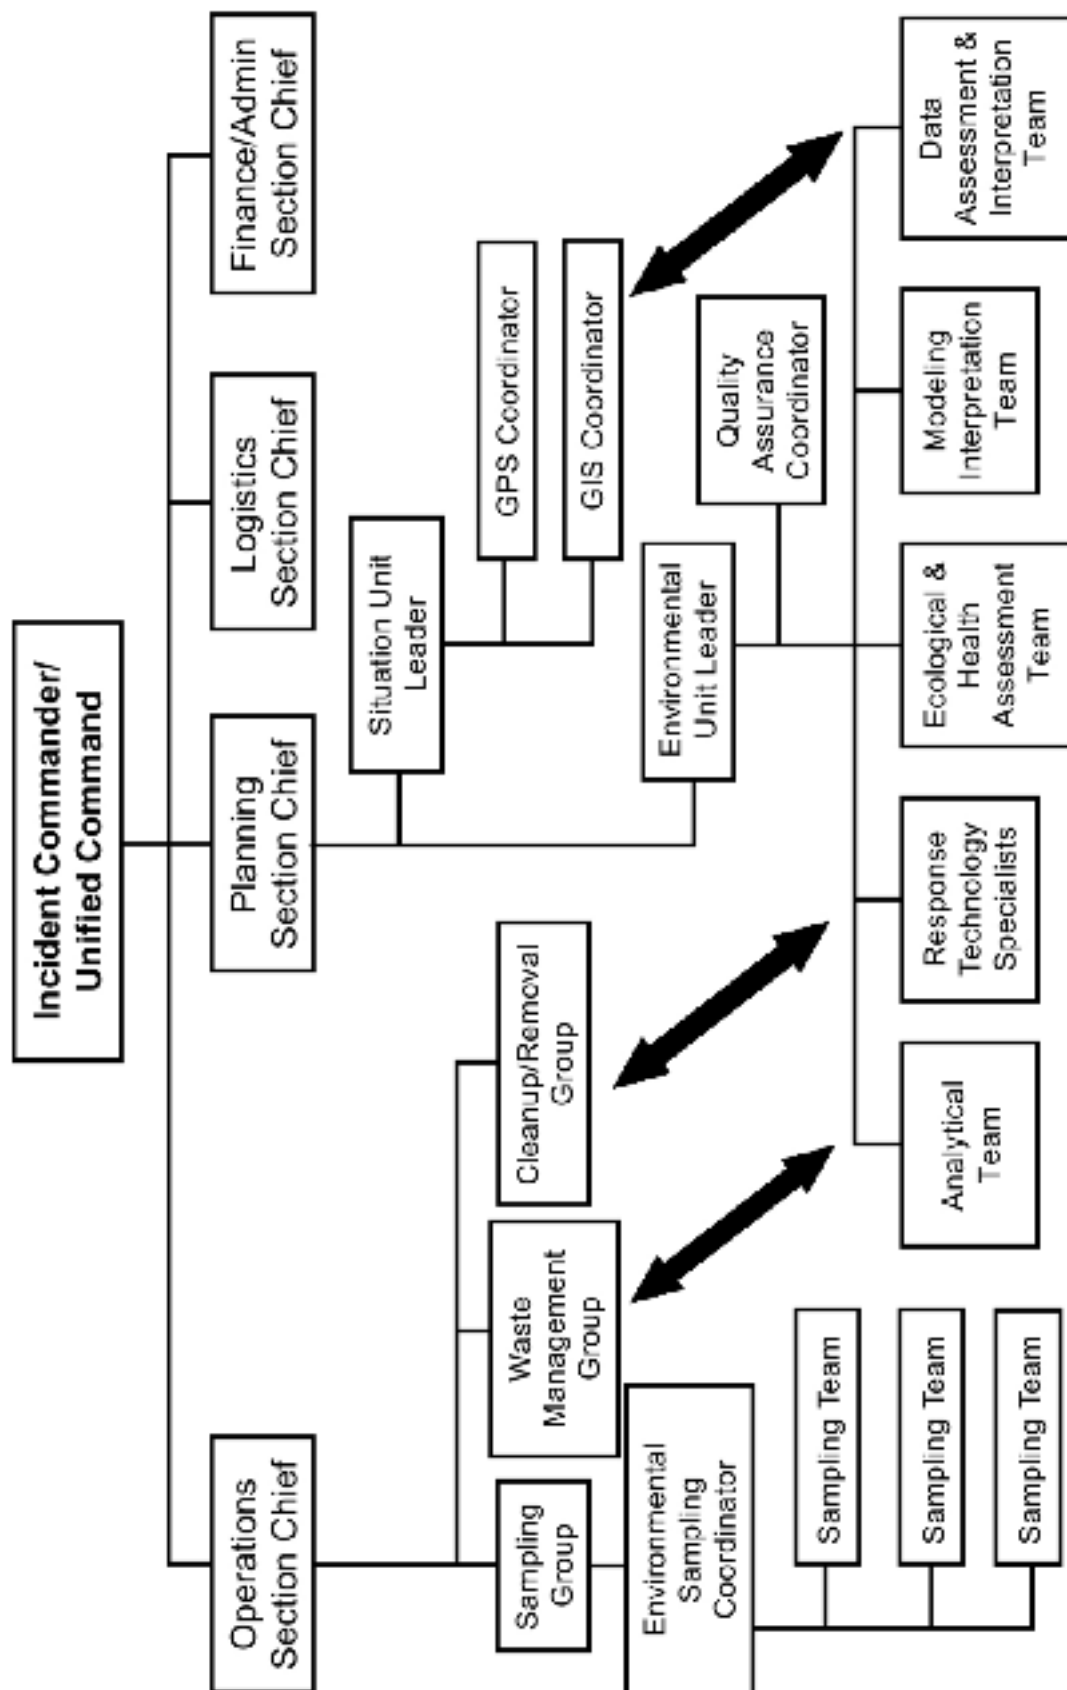 Incident Commander/
Unified Command
Operations
Section Chief
Planning
Section Chief
Logistics
Section Chief
Finance/Admin
Section Chief
Situation Unit
Leader
GPS Coordinator
GIS Coordinator
Sampling
Group
Waste
Management
Group
Cleanup/Removal
Group
Environmental
Sampling
Coordinator
Environmental
Unit Leader
Quality
Assurance
Coordinator
Sampling Team
Sampling Team
Sampling Team
Analytical
Team
Response
Technology
Specialists
Ecological &
Health
Assessment
Team
Modeling
Interpretation
Team
Data
Assessment &
Interpretation
Team